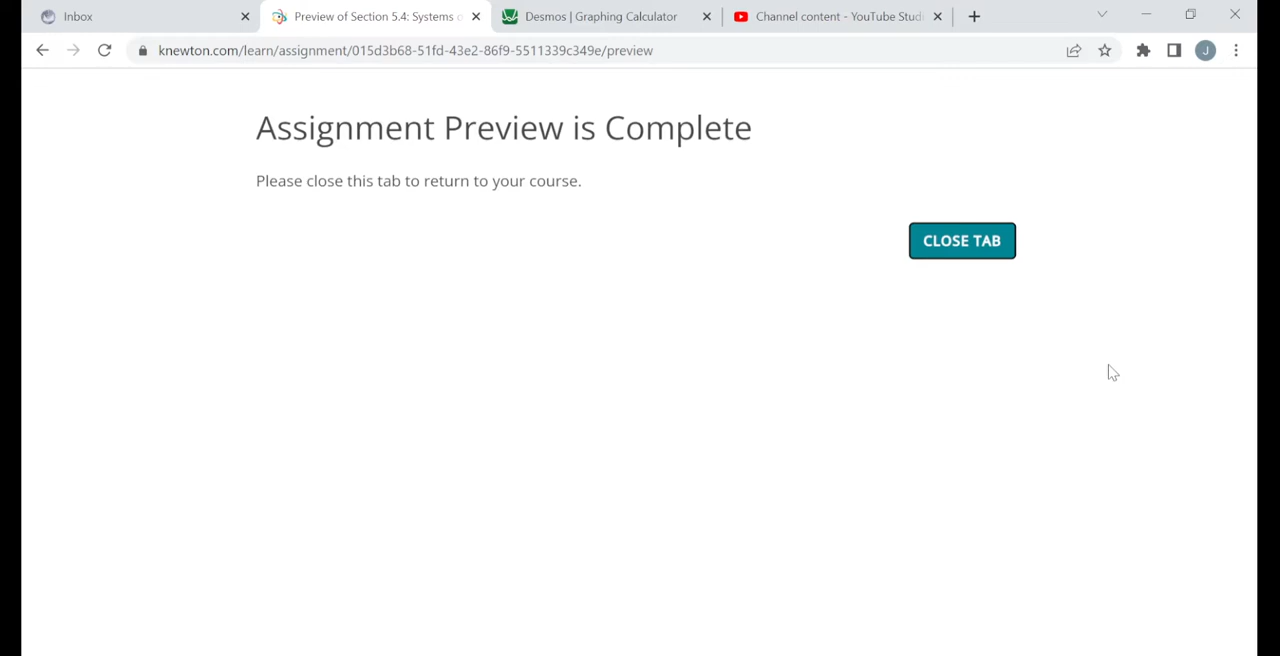 Inbox
Preview of Section 5.4: Systems
Desmos | Graphing Calculator
Channel content - YouTube Studi
knewton.com/learn/assignment/015d3b68-51fd-43e2-86f9-5511339c349e/preview
J
Assignment Preview is Complete
Please close this tab to return to your course.
CLOSE TAB